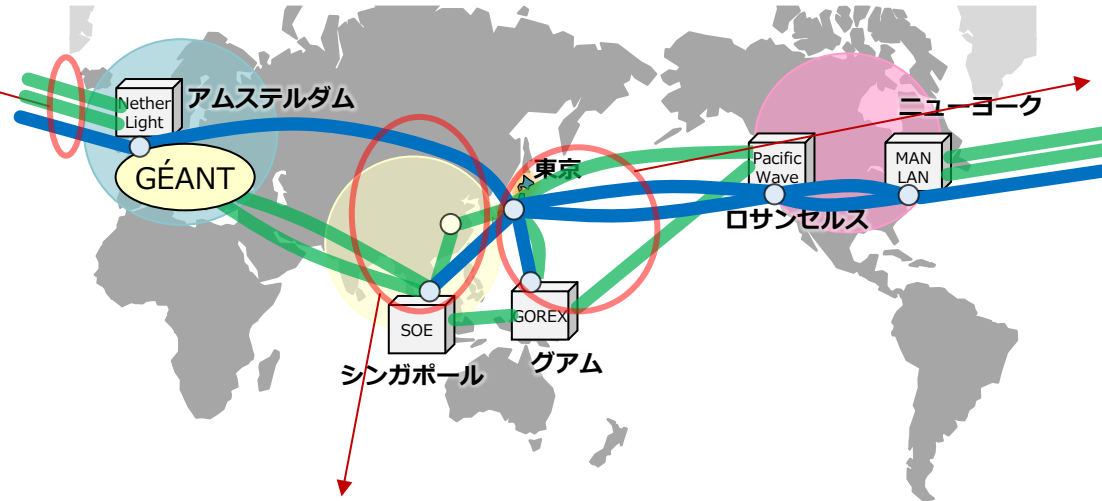 Nether
Light
アムステルダム
GÉANT
東京
Pacific
Wave
ニューヨーク
MAN
LAN
ロサンセルス
SOE
GOREX
シンガポール
グアム